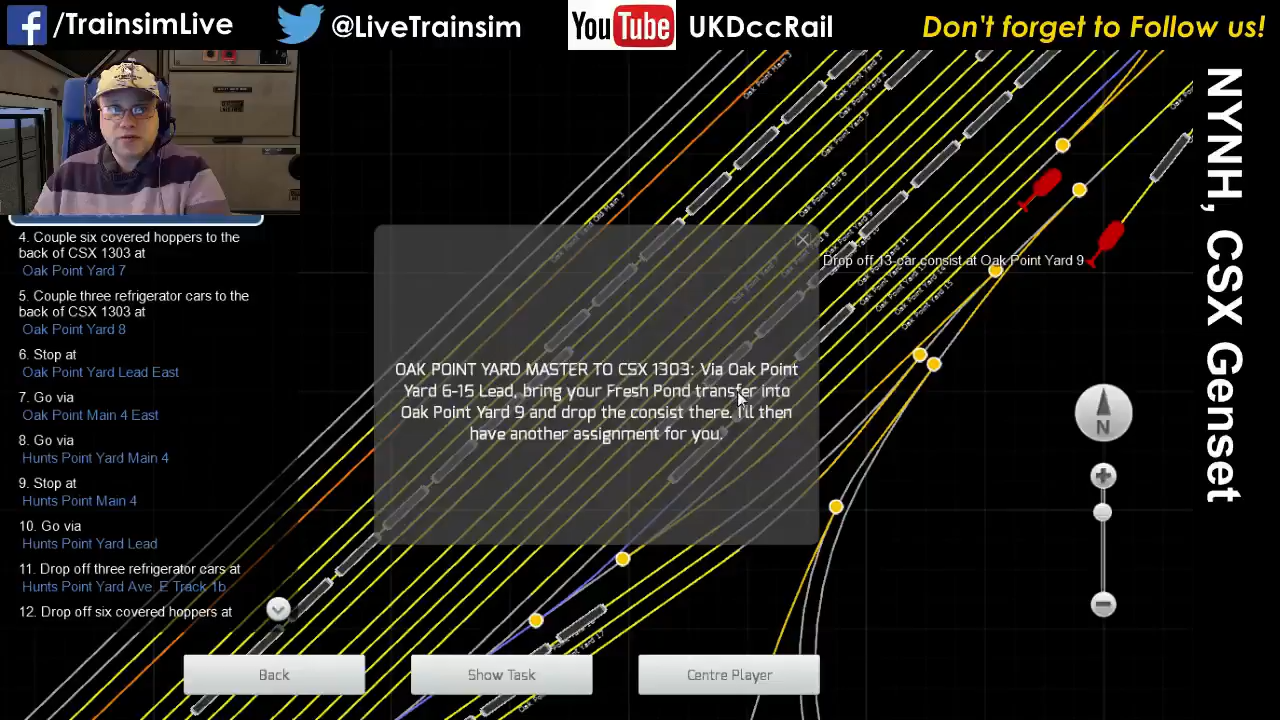 /TrainsimLive
@LiveTrainsim
YouTube UKDccRail
Don't forget to Follow us!
NYNH, CSX Genset
4. Couple six covered hoppers to the
back of CSX 1303 at
Oak Point Yard 7
5. Couple three refrigerator cars to the
back of CSX 1303 at
Oak Point Yard 8
6. Stop at
Oak Point Yard Lead East
7. Go via
Oak Point Main 4 East
8. Go via
Hunts Point Yard Main 4
9. Stop at
Hunts Point Main 4
10. Go via
Hunts Point Yard Lead
11. Drop off three refrigerator cars at
Hunts Point Yard Ave. E Track 1b
12. Drop off six covered hoppers at
Drop off 13-car consist at Oak Point Yard 9
OAK POINT YARD MASTER TO CSX 1303: Via Oak Point
Yard 6-15 Lead, bring your Fresh Pond transfer into
Oak Point Yard 9 and drop the consist there. I'll then
have another assignment for you.
N
Back
Show Task
Centre Player